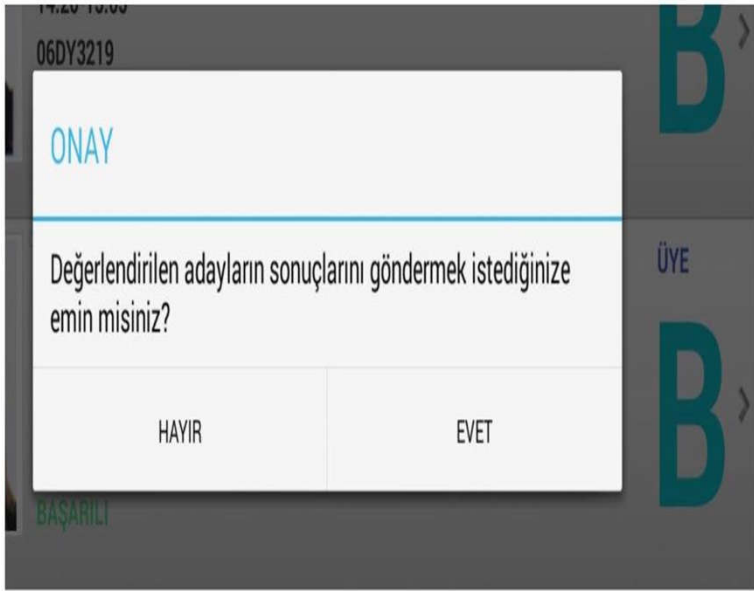 06DY3219
B
ONAY
Değerlendirilen adayların sonuçlarını göndermek istediğinize
emin misiniz?
ÜYE
B
HAYIR
EVET
BAŞARILI